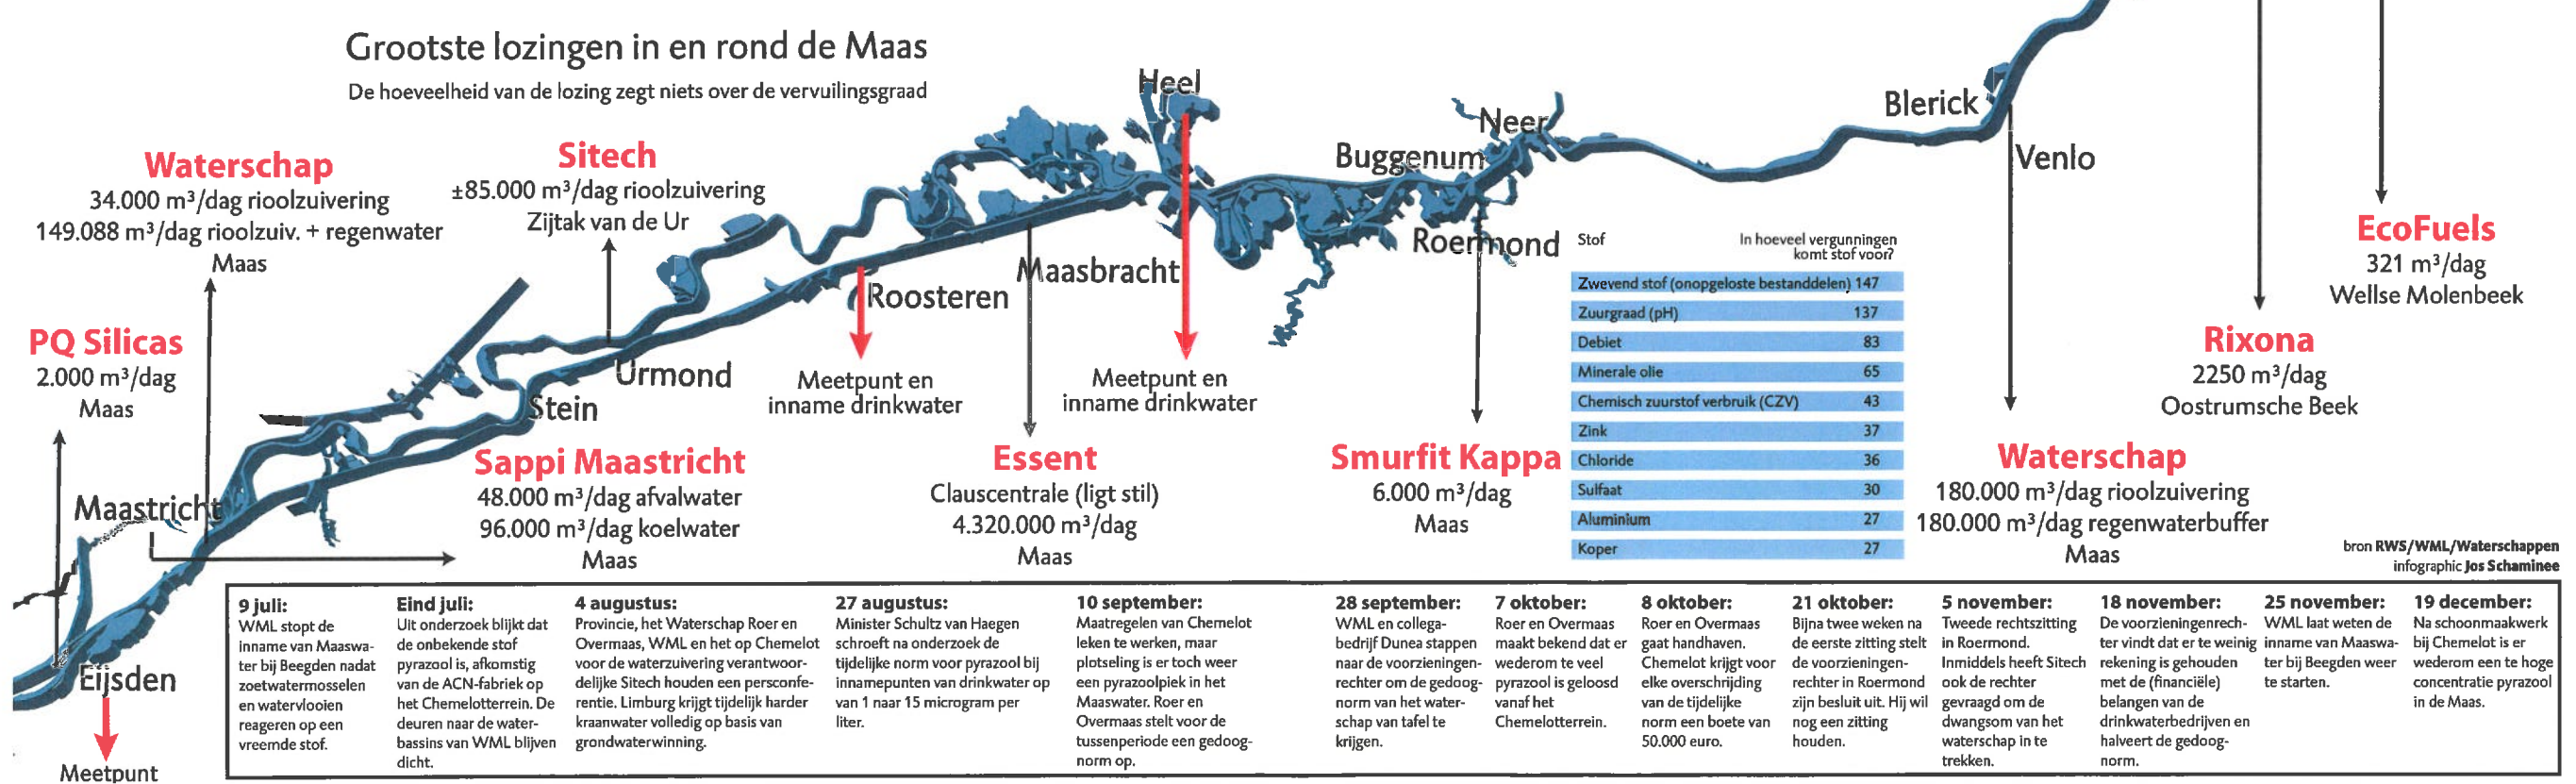 Grootste lozingen in en rond de Maas
De hoeveelheid van de lozing zegt niets over de vervuilingsgraad
Waterschap
34.000 m³/dag rioolzuivering
149.088 m³/dag rioolzuiv. + regenwater
Maas
Sitech
±85.000 m³/dag rioolzuivering
Zijtak van de Ur
PQ Silicas
2.000 m³/dag
Maas
Maastricht
Eijsden
Meetpunt
Stein
Urmond
Sappi Maastricht
48.000 m³/dag afvalwater
96.000 m³/dag koelwater
Maas
Roosteren
Meetpunt en
inname drinkwater
Maasbracht
Essent
Clauscentrale (ligt stil)
4.320.000 m³/dag
Maas
Heel
Meetpunt en
inname drinkwater
Buggenum
Neer
Roermond
Smurfit Kappa
6.000 m³/dag
Maas
Stof In hoeveel vergunningen
komt stof voor?
Zwevend stof (onopgeloste bestanddelen) 147
Zuurgraad (pH) 137
Debiet 83
Minerale olie 65
Chemisch zuurstof verbruik (CZV) 43
Zink 37
Chloride 36
Sulfaat 30
Aluminium 27
Koper 27
Blerick
Venlo
Waterschap
180.000 m³/dag rioolzuivering
180.000 m³/dag regenwaterbuffer
Maas
Rixona
2250 m³/dag
Oostrumsche Beek
EcoFuels
321 m³/dag
Wellse Molenbeek
bron RWS/WML/Waterschappen
infographic Jos Schaminee
9 juli:
WML stopt de
inname van Maaswa-
ter bij Beegden nadat
zoetwatermosselen
en watervlooien
reageren op een
vreemde stof.
Eind juli:
Uit onderzoek blijkt dat
de onbekende stof
pyrazool is, afkomstig
van de ACN-fabriek op
het Chemelotterrein. De
deuren naar de water-
bassins van WML blijven
dicht.
4 augustus:
Provincie, het Waterschap Roer en
Overmaas, WML en het op Chemelot
voor de waterzuivering verantwoor-
delijke Sitech houden een persconfe-
rentie. Limburg krijgt tijdelijk harder
kraanwater volledig op basis van
grondwaterwinning.
27 augustus:
Minister Schultz van Haegen
schroeft na onderzoek de
tijdelijke norm voor pyrazool bij
innamepunten van drinkwater op
van 1 naar 15 microgram per
liter.
10 september:
Maatregelen van Chemelot
leken te werken, maar
plotseling is er toch weer
een pyrazoolpiek in het
Maaswater. Roer en
Overmaas stelt voor de
tussenperiode een gedoog-
norm op.
28 september:
WML en collega-
bedrijf Dunea stappen
naar de voorzieningen-
rechter om de gedoog-
norm van het water-
schap van tafel te
krijgen.
7 oktober:
Roer en Overmaas
maakt bekend dat er
wederom te veel
pyrazool is geloosd
vanaf het
Chemelotterrein.
8 oktober:
Roer en Overmaas
gaat handhaven.
Chemelot krijgt voor
elke overschrijding
van de tijdelijke
norm een boete van
50.000 euro.
21 oktober:
Bijna twee weken na
de eerste zitting stelt
de voorzieningen-
rechter in Roermond
zijn besluit uit. Hij wil
nog een zitting
houden.
5 november:
Tweede rechtszitting
in Roermond.
Inmiddels heeft Sitech
ook de rechter
gevraagd om de
dwangsom van het
waterschap in te
trekken.
18 november:
De voorzieningenrech-
ter vindt dat er te weinig
rekening is gehouden
met de (financiële)
belangen van de
drinkwaterbedrijven en
halveert de gedoog-
norm.
25 november:
WML laat weten de
inname van Maaswa-
ter bij Beegden weer
te starten.
19 december:
Na schoonmaakwerk
bij Chemelot is er
wederom een te hoge
concentratie pyrazool
in de Maas.